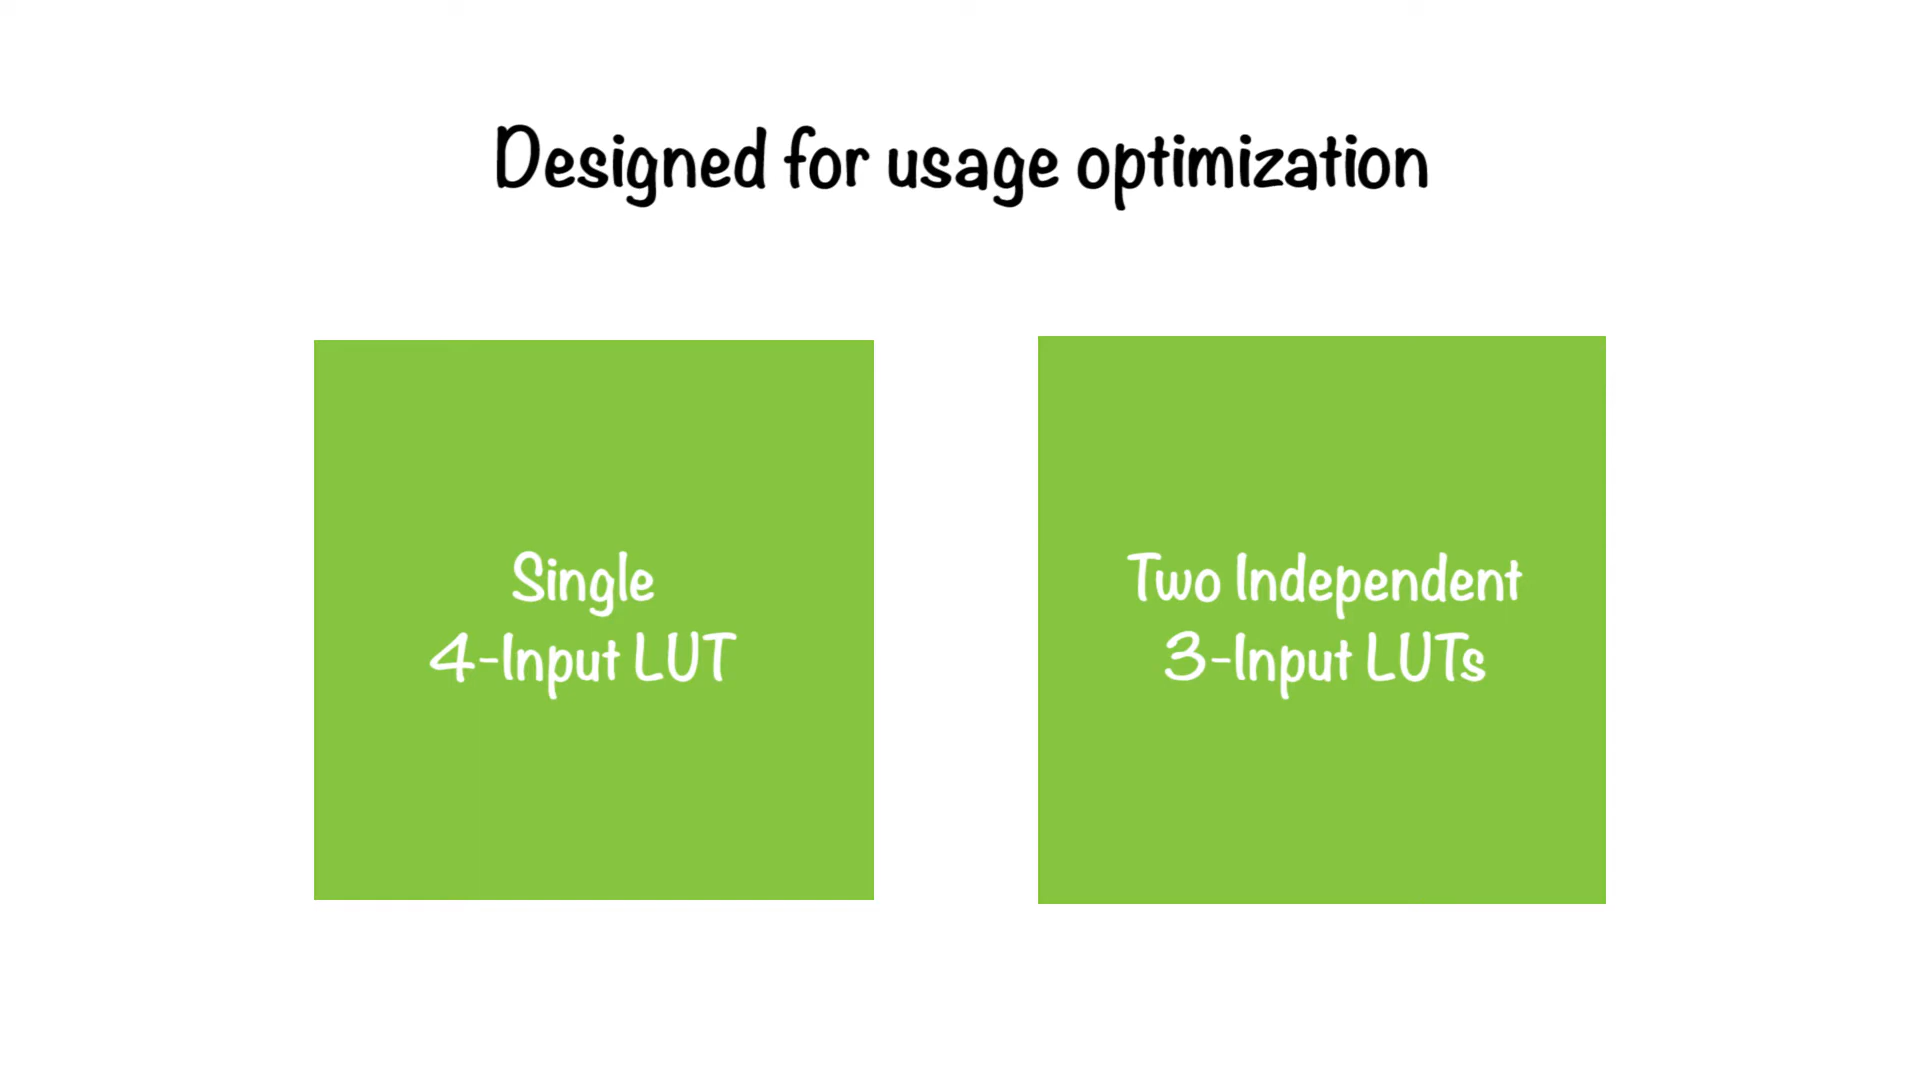 Designed for usage optimization
Single
4-Input LUT
Two Independent
3-Input LUTs